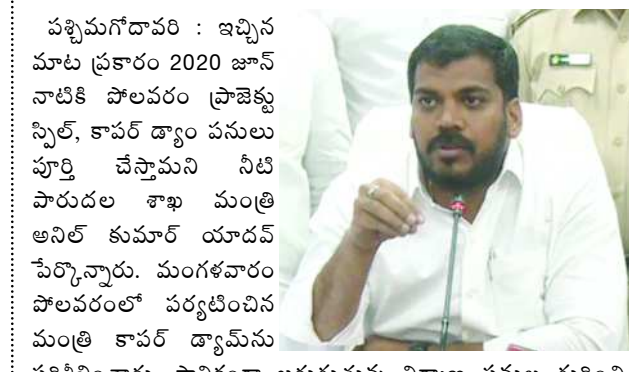 పశ్చిమగోదావరి : ఇచ్చిన
మాట ప్రకారం 2020 జూన్
నాటికి పోలవరం ప్రాజెక్టు
స్పిల్, కాపర్ డ్యాం పనులు
పూర్తి చేస్తామని నీటి
పారుదల శాఖ మంత్రి
అనిల్ కుమార్ యాదవ్
పేర్కొన్నారు. మంగళవారం
పోలవరంలో పర్యటించిన
మంత్రి కాపర్ డ్యామ్‌ను